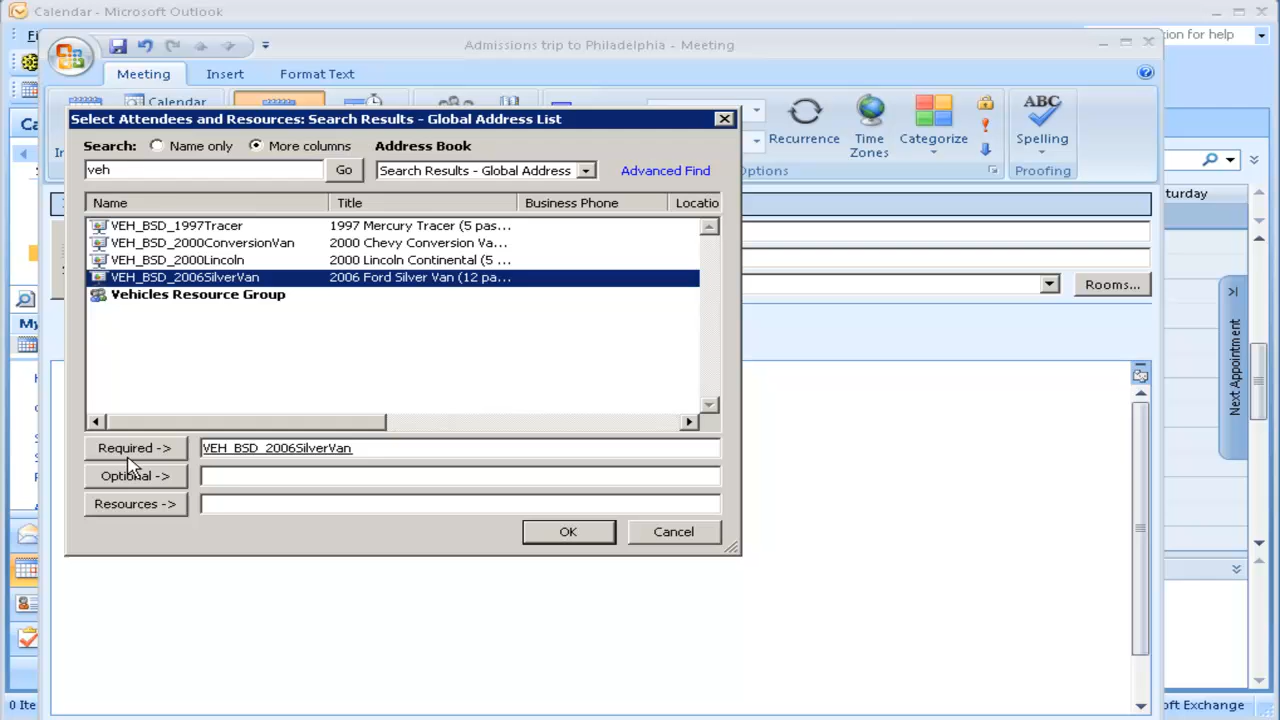 Calendar - Microsoft Outlook
Admissions trip to Philadelphia - Meeting
Meeting
Insert
Format Text
Calendar
Recurrence
Time Zones
Categorize
ABC
Spelling
Proofing
Select Attendees and Resources: Search Results - Global Address List
Search:
Name only
More columns
Address Book
veh
Go
Search Results - Global Address
Advanced Find
Name
Title
Business Phone
Locatio
VEH_BSD_1997Tracer
1997 Mercury Tracer (5 pas...
VEH_BSD_2000ConversionVan
2000 Chevy Conversion Va...
VEH_BSD_2000Lincoln
2000 Lincoln Continental (5 ...
VEH_BSD_2006SilverVan
2006 Ford Silver Van (12 pa...
Vehicles Resource Group
Required ->
VEH_BSD_2006SilverVan
Optional ->
Resources ->
OK
Cancel
Rooms...
Next Appointment
tion for help
turday
Ca
My
0 Iter
soft Exchange